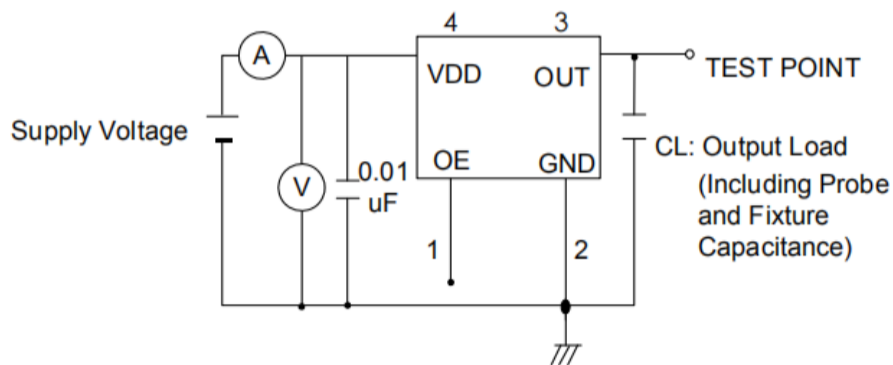 4
3
A
VDD
OUT
TEST POINT
Supply Voltage
V
0.01
uF
OE
GND
CL: Output Load
(Including Probe
and Fixture
Capacitance)
1
2